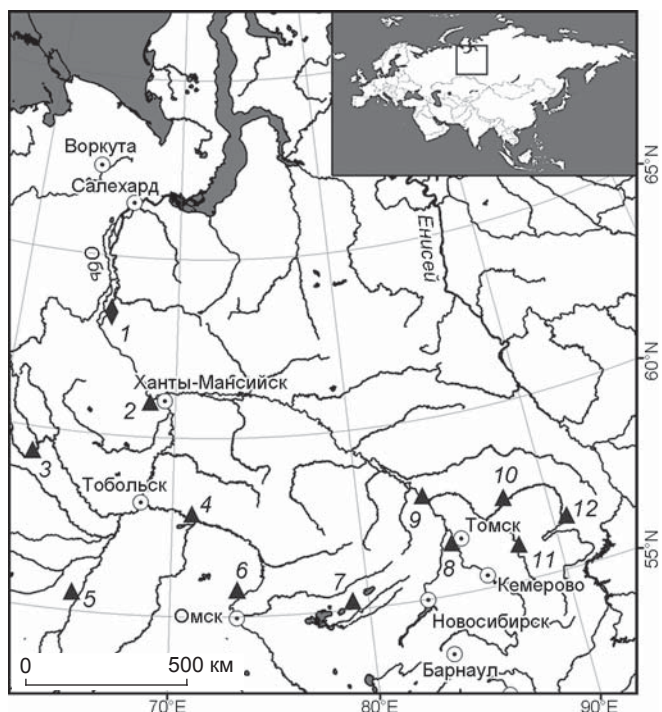 Воркута
65°N
Салехард
Обь
Енисей
1
60°N
Ханты-Мансийск
2
3
Тобольск
4
10
9
12
Томск
55°N
8
11
6
7
Кемерово
5
Омск
Новосибирск
Барнаул
0 500 км
70°E 80°E 90°E